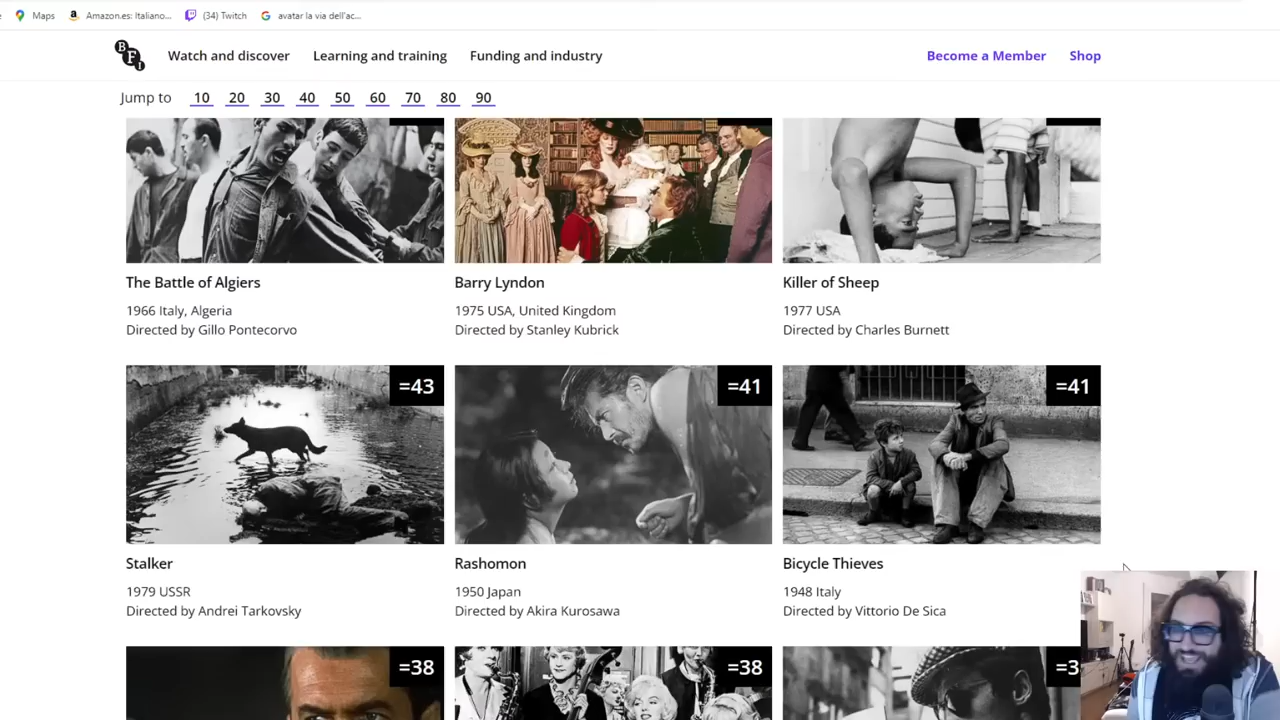 Maps
Amazon.es: Italiano...
(34) Twitch
avatar la via dell'ac...
BFI
Watch and discover
Learning and training
Funding and industry
Become a Member
Shop
Jump to 10 20 30 40 50 60 70 80 90
The Battle of Algiers
1966 Italy, Algeria
Directed by Gillo Pontecorvo
Barry Lyndon
1975 USA, United Kingdom
Directed by Stanley Kubrick
Killer of Sheep
1977 USA
Directed by Charles Burnett
=43
Stalker
1979 USSR
Directed by Andrei Tarkovsky
=41
Rashomon
1950 Japan
Directed by Akira Kurosawa
=41
Bicycle Thieves
1948 Italy
Directed by Vittorio De Sica
=38
=38
=3